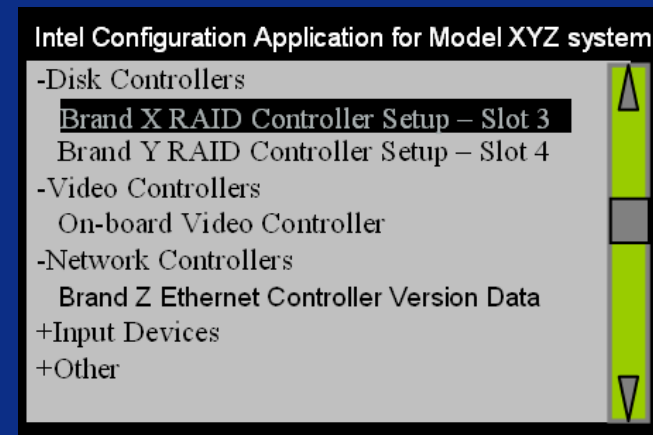 Intel Configuration Application for Model XYZ system
-Disk Controllers
Brand X RAID Controller Setup – Slot 3
Brand Y RAID Controller Setup – Slot 4
-Video Controllers
On-board Video Controller
-Network Controllers
Brand Z Ethernet Controller Version Data
+Input Devices
+Other